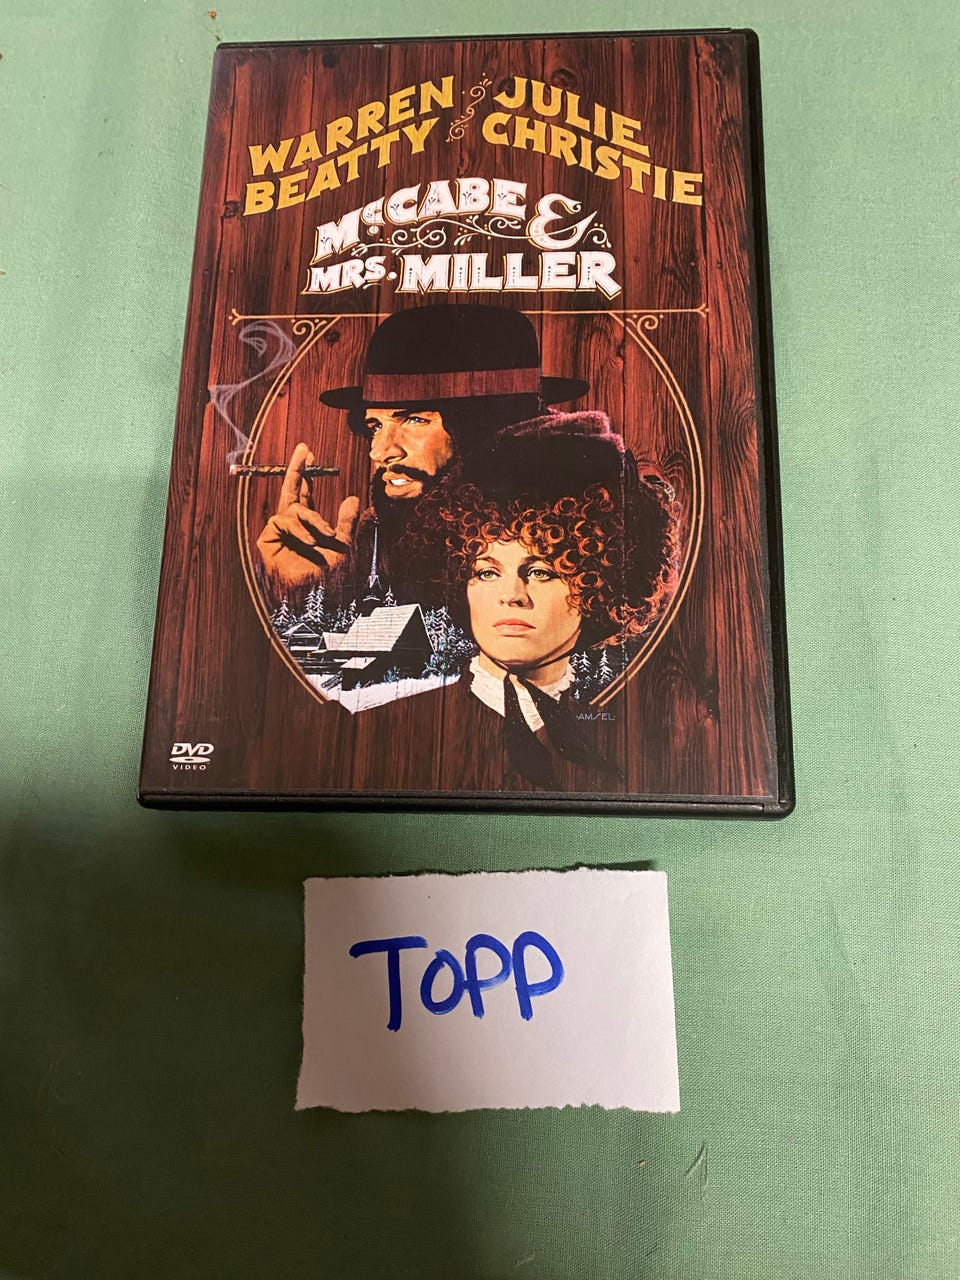 WARREN BEATTY
JULIE CHRISTIE
McCABE &
MRS. MILLER
·AMSEL·
DVD
VIDEO
TOPP